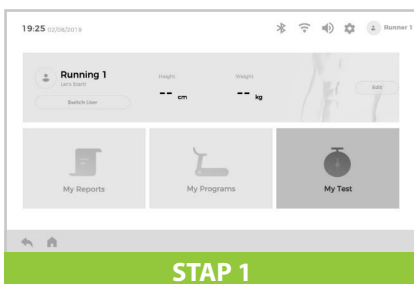 19:25 02/08/2019
Runner 1
Running 1
Let's Start!
Switch User
Height
-- cm
Weight
-- kg
Edit
My Reports
My Programs
My Test
STAP 1